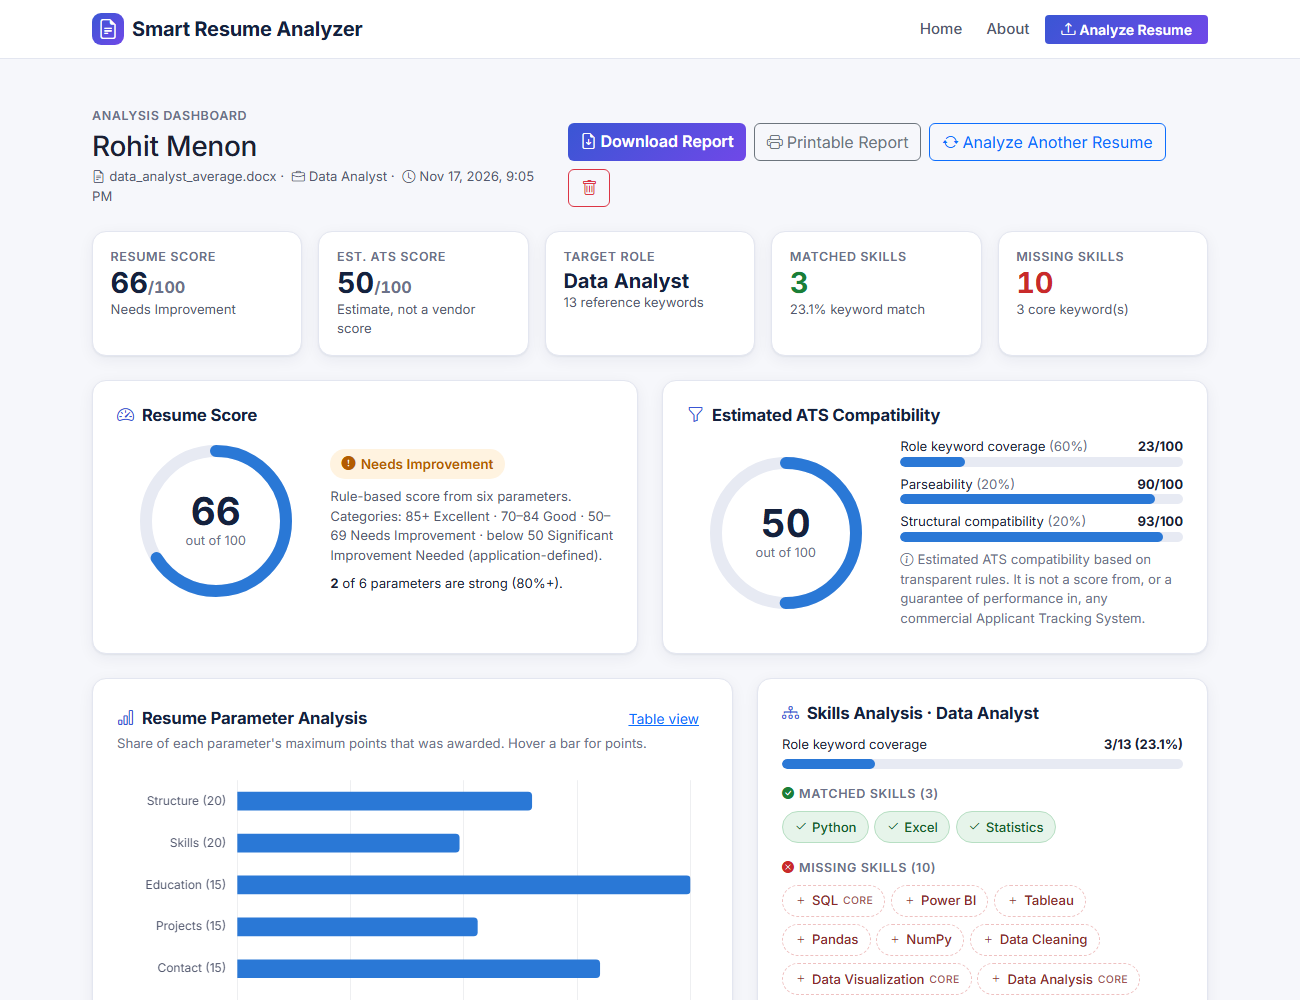 Smart Resume Analyzer
Home
About
Analyze Resume
ANALYSIS DASHBOARD
Rohit Menon
data_analyst_average.docx · Data Analyst · Nov 17, 2026, 9:05
PM
Download Report
Printable Report
Analyze Another Resume
RESUME SCORE
66/100
Needs Improvement
EST. ATS SCORE
50/100
Estimate, not a vendor
score
TARGET ROLE
Data Analyst
13 reference keywords
MATCHED SKILLS
3
23.1% keyword match
MISSING SKILLS
10
3 core keyword(s)
Resume Score
66
out of 100
Needs Improvement
Rule-based score from six parameters.
Categories: 85+ Excellent · 70–84 Good · 50–
69 Needs Improvement · below 50 Significant
Improvement Needed (application-defined).
2 of 6 parameters are strong (80%+).
Estimated ATS Compatibility
50
out of 100
Role keyword coverage (60%) 23/100
Parseability (20%) 90/100
Structural compatibility (20%) 93/100
Estimated ATS compatibility based on
transparent rules. It is not a score from, or a
guarantee of performance in, any
commercial Applicant Tracking System.
Resume Parameter Analysis
Table view
Share of each parameter's maximum points that was awarded. Hover a bar for points.
Structure (20)
Skills (20)
Education (15)
Projects (15)
Contact (15)
Skills Analysis · Data Analyst
Role keyword coverage 3/13 (23.1%)
MATCHED SKILLS (3)
Python
Excel
Statistics
MISSING SKILLS (10)
+ SQL CORE
+ Power BI
+ Tableau
+ Pandas
+ NumPy
+ Data Cleaning
+ Data Visualization CORE
+ Data Analysis CORE